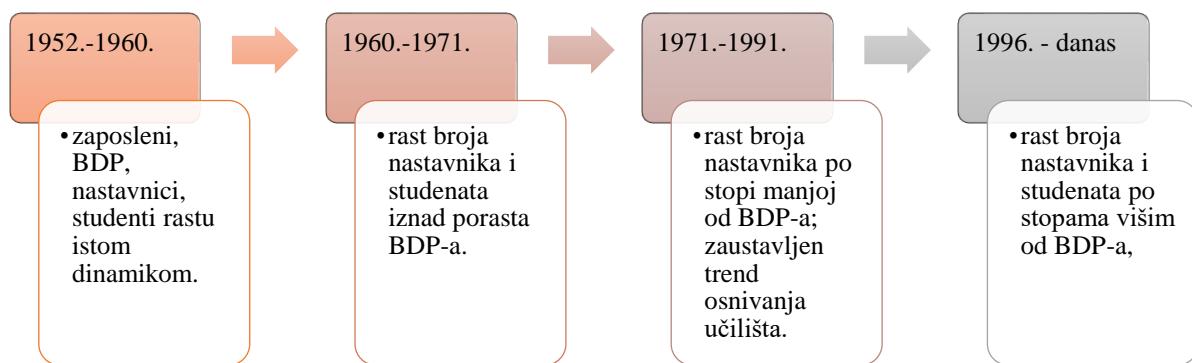 1952.-1960.
•zaposleni,
BDP,
nastavnici,
studenti rastu
istom
dinamikom.
1960.-1971.
•rast broja
nastavnika i
studenata
iznad porasta
BDP-a.
1971.-1991.
•rast broja
nastavnika po
stopi manjoj
od BDP-a;
zaustavljen
trend
osnivanja
učilišta.
1996. - danas
•rast broja
nastavnika i
studenata po
stopama višim
od BDP-a,